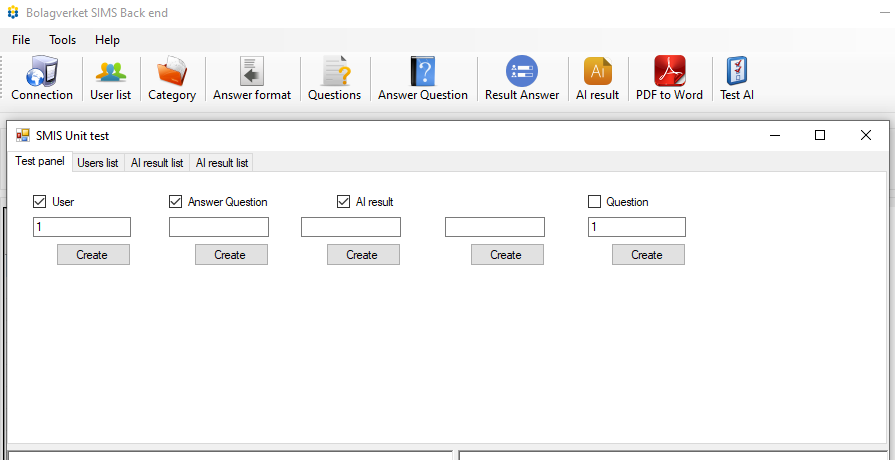 Bolagverket SIMS Back end
File Tools Help
Connection User list Category Answer format Questions Answer Question Result Answer AI result PDF to Word Test AI
SMIS Unit test
Test panel Users list AI result list AI result list
User Answer Question AI result Question
1 1
Create Create Create Create Create